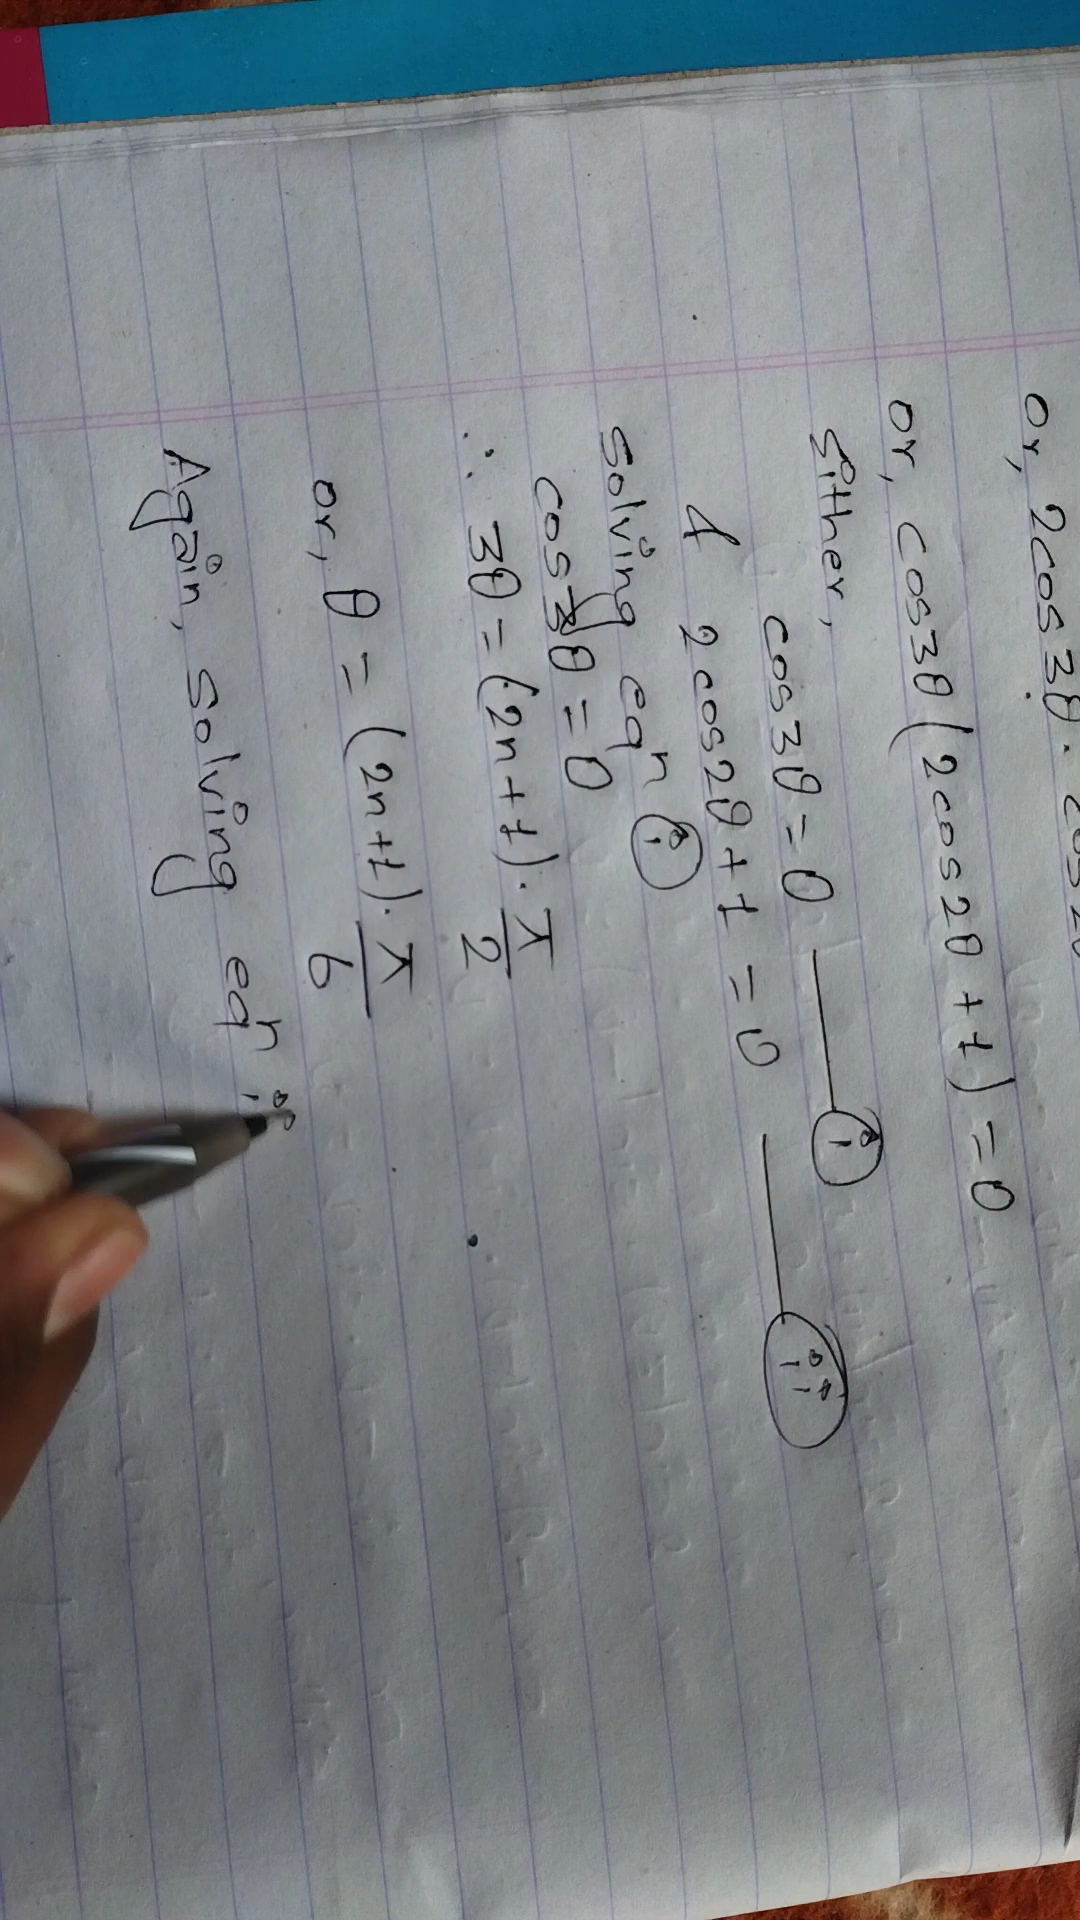 or, 2cos3θ. cos2θ
or, cos3θ(2cos2θ + 1) = 0
Either,
cos3θ = 0 —— (i)
& 2cos2θ + 1 = 0 —— (ii)
Solving eqn (i)
cos3θ = 0
∴ 3θ = (2n+1).π/2
or, θ = (2n+1).π/6
Again, solving eqn ii